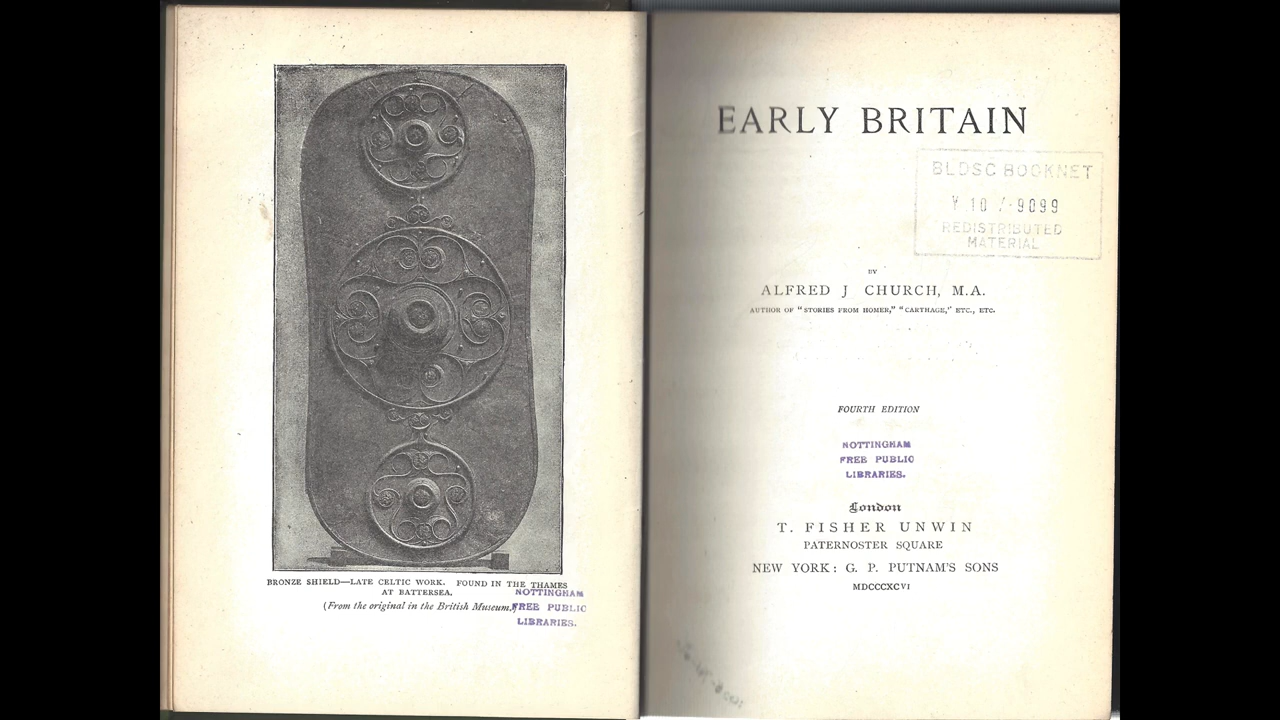 BRONZE SHIELD—LATE CELTIC WORK. FOUND IN THE THAMES
AT BATTERSEA.
(From the original in the British Museum.)
NOTTINGHAM
FREE PUBLIC
LIBRARIES.
EARLY BRITAIN
BLDSC BOOKNET
Y 10 / 9099
REDISTRIBUTED
MATERIAL
BY
ALFRED J CHURCH, M.A.
AUTHOR OF "STORIES FROM HOMER," "CARTHAGE,' ETC., ETC.
FOURTH EDITION
NOTTINGHAM
FREE PUBLIC
LIBRARIES.
London
T. FISHER UNWIN
PATERNOSTER SQUARE
NEW YORK: G. P. PUTNAM'S SONS
MDCCCXCVI